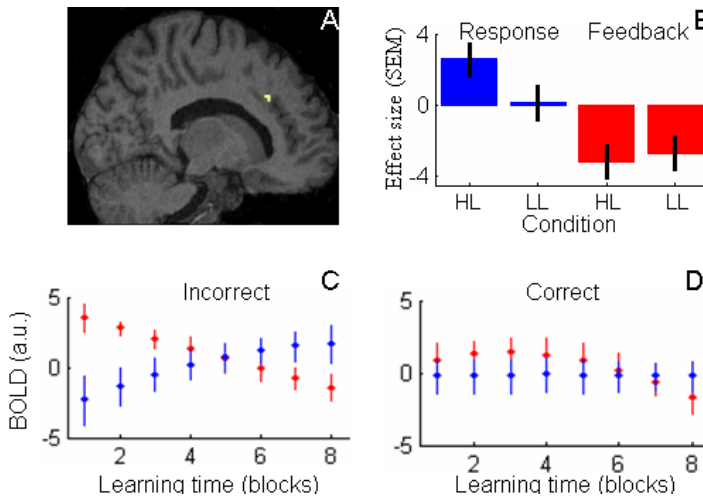 A
B
Response Feedback
Effect size (SEM)
4
0
-4
HL LL HL LL
Condition
C
Incorrect
BOLD (a.u.)
5
0
-5
2 4 6 8
Learning time (blocks)
D
Correct
5
0
-5
2 4 6 8
Learning time (blocks)